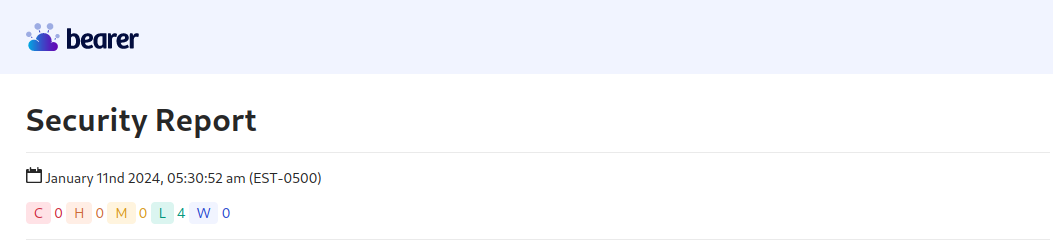 bearer
Security Report
January 11nd 2024, 05:30:52 am (EST-0500)
C 0 H 0 M 0 L 4 W 0